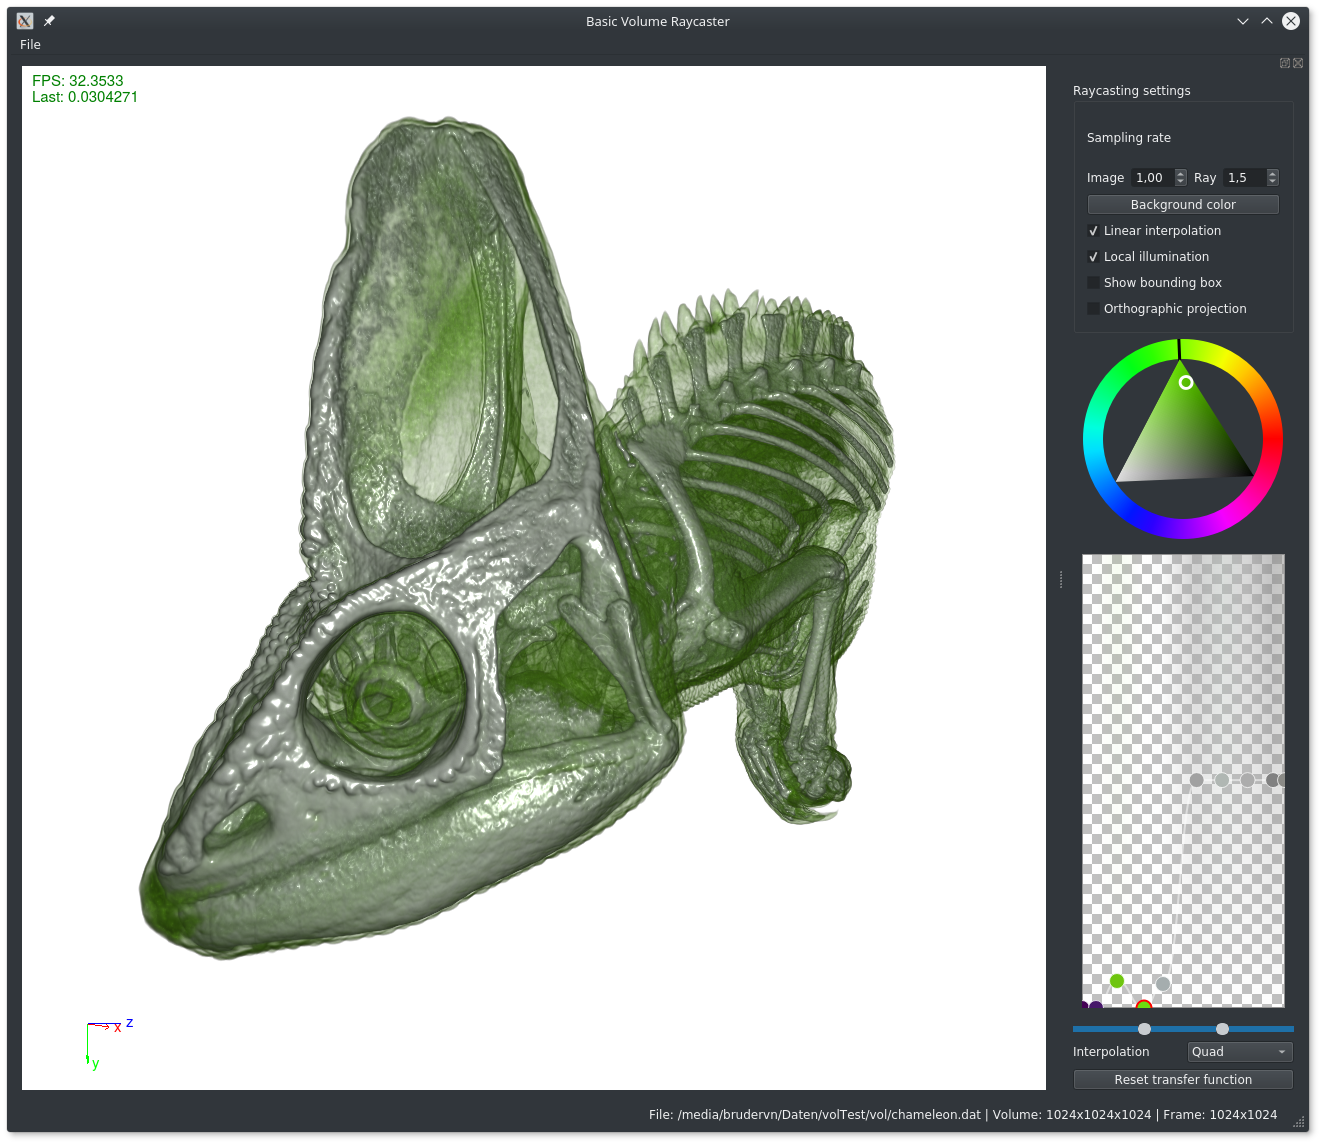 Basic Volume Raycaster
File
FPS: 32.3533
Last: 0.0304271
Raycasting settings
Sampling rate
Image 1,00 Ray 1,5
Background color
Linear interpolation
Local illumination
Show bounding box
Orthographic projection
x z
y
Interpolation Quad
Reset transfer function
File: /media/brudervn/Daten/volTest/vol/chameleon.dat | Volume: 1024x1024x1024 | Frame: 1024x1024